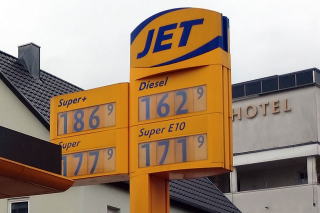 JET
Diesel
162 9
Super+
186 9
Super E10
171 9
Super
177 9
HOTEL